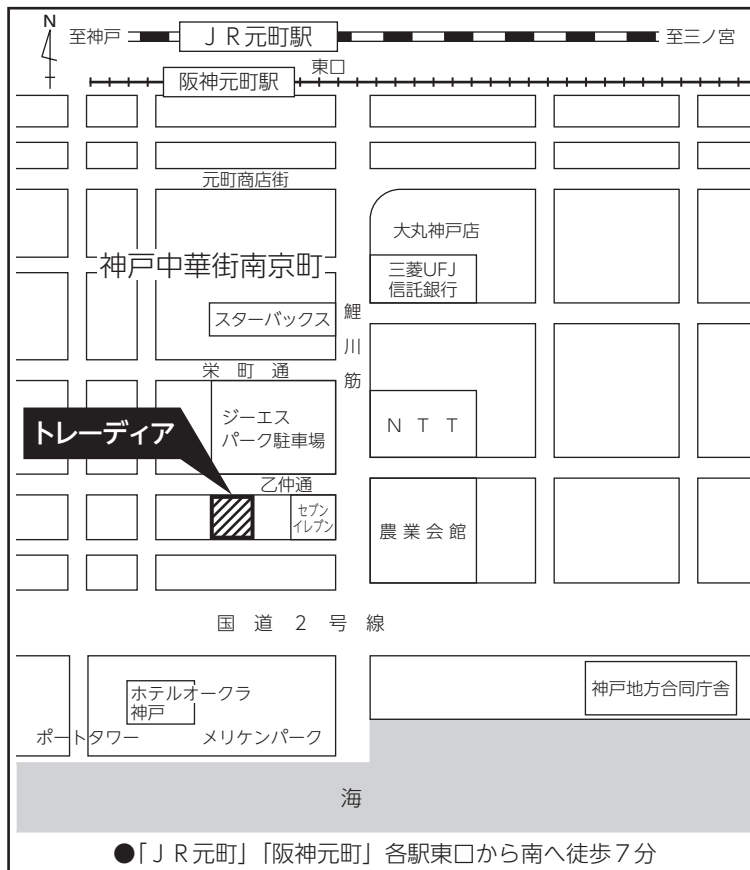 N
至神戸
ＪＲ元町駅
至三ノ宮
東口
阪神元町駅
元町商店街
大丸神戸店
神戸中華街南京町
三菱UFJ
信託銀行
スターバックス
鯉川筋
栄町通
ジーエス
パーク駐車場
ＮＴＴ
トレーディア
乙仲通
セブン
イレブン
農業会館
国道２号線
ホテルオークラ
神戸
神戸地方合同庁舎
ポートタワー
メリケンパーク
海
●「ＪＲ元町」「阪神元町」各駅東口から南へ徒歩７分